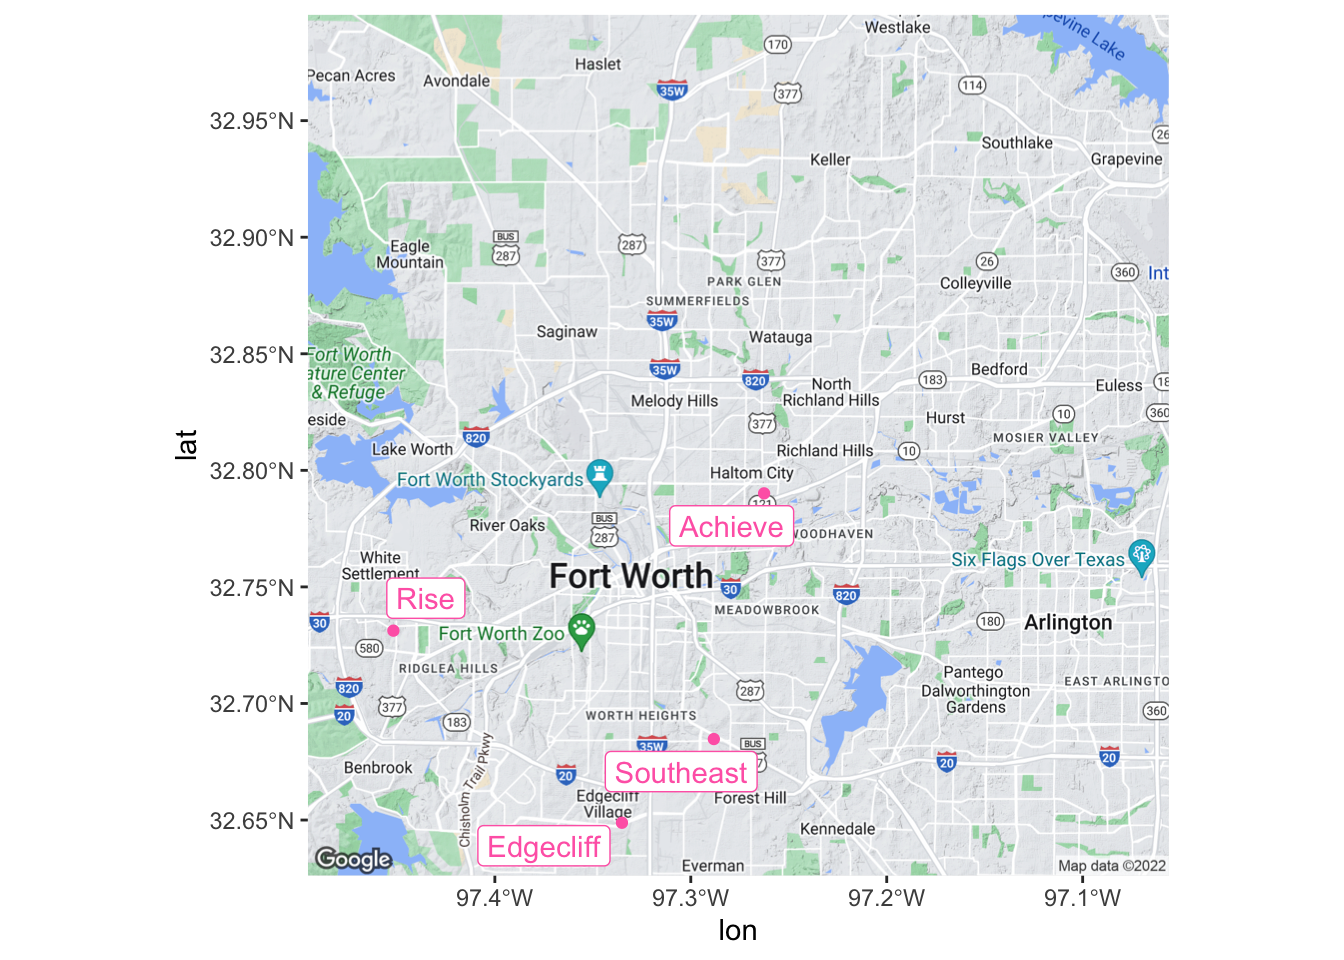 Westlake
pevine Lake
170
Haslet
Pecan Acres
Avondale
35W
377
114
32.95°N
26
Southlake
Keller
Grapevine
32.90°N
BUS
287
287
Eagle
Mountain
377
26
360
Int
PARK GLEN
Colleyville
SUMMERFIELDS
35W
Saginaw
Watauga
32.85°N
Fort Worth
ature Center
& Refuge
35W
820
North
Richland Hills
183
Bedford
Euless
18
Melody Hills
eside
377
Hurst
10
360
820
Lake Worth
Richland Hills
10
MOSIER VALLEY
lat
32.80°N
Fort Worth Stockyards
Haltom City
121
River Oaks
BUS
287
Achieve
WOODHAVEN
White
Settlement
Six Flags Over Texas
Fort Worth
32.75°N
30
820
Rise
MEADOWBROOK
30
580
Fort Worth Zoo
180
Arlington
RIDGLEA HILLS
Pantego
Dalworthington
Gardens
EAST ARLINGTO
820
20
377
183
287
360
32.70°N
WORTH HEIGHTS
35W
BUS
Southeast
20
20
Benbrook
Chisholm Trail Pkwy
20
Edgecliff
Village
Forest Hill
32.65°N
Kennedale
Edgecliff
Everman
Google
Map data ©2022
97.4°W
97.3°W
97.2°W
97.1°W
lon